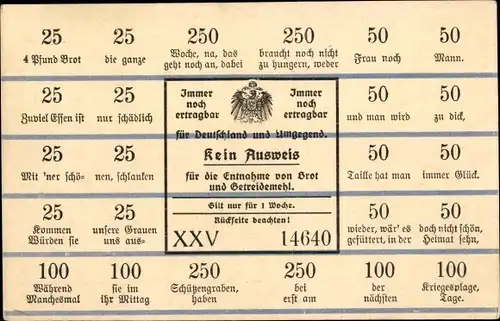 25 25 250 250 50 50
4 Pfund Brot die ganze Woche, na, das braucht noch nicht Frau noch Mann.
geht noch an, dabei zu hungern, weder
25 25 Immer Immer 50 50
noch noch
ertragbar ertragbar
Zuviel Essen ist nur schädlich und man wird zu dick,
für Deutschland und Umgegend.
Kein Ausweis
25 25 50 50
für die Entnahme von Brot
und Getreidemehl.
Mit 'ner schö- nen, schlanken Taille hat man immer Glück.
Gilt nur für 1 Woche.
Rückseite beachten!
25 25 50 50
Kommen unsere Grauen wieder, wär' es doch nicht schön,
Würden sie uns aus- gefüttert, in der Heimat sehn,
XXV 14640
100 100 250 250 100 100
Während sie im Schützengraben, bei der Kriegesplage,
Manchesmal ihr Mittag haben erst am nächsten Tage.